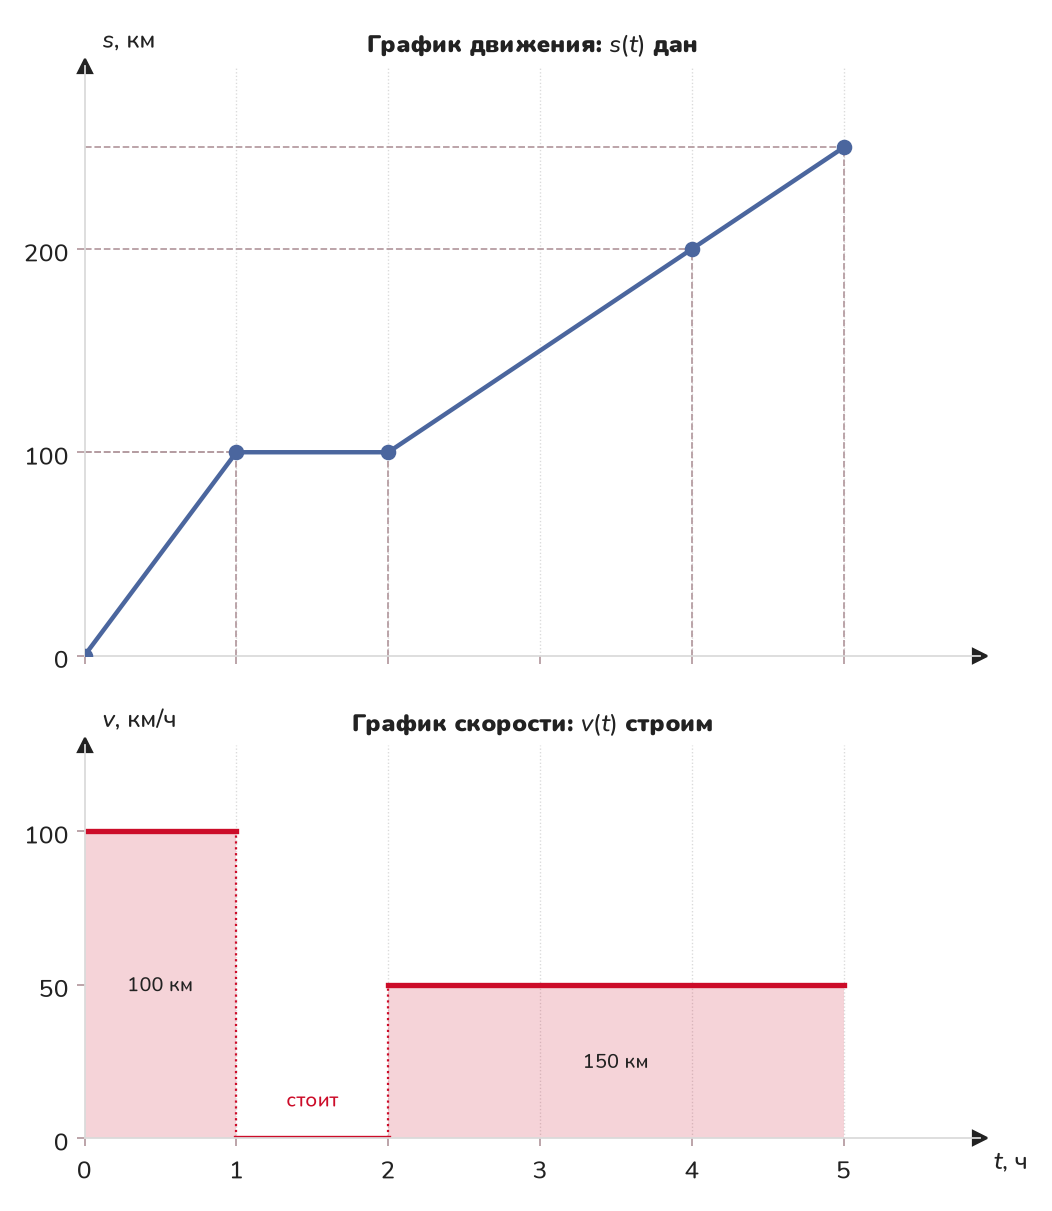 s, км
График движения: s(t) дан
200
100
0
v, км/ч
График скорости: v(t) строим
100
50
0
100 км
150 км
стоит
0 1 2 3 4 5
t, ч